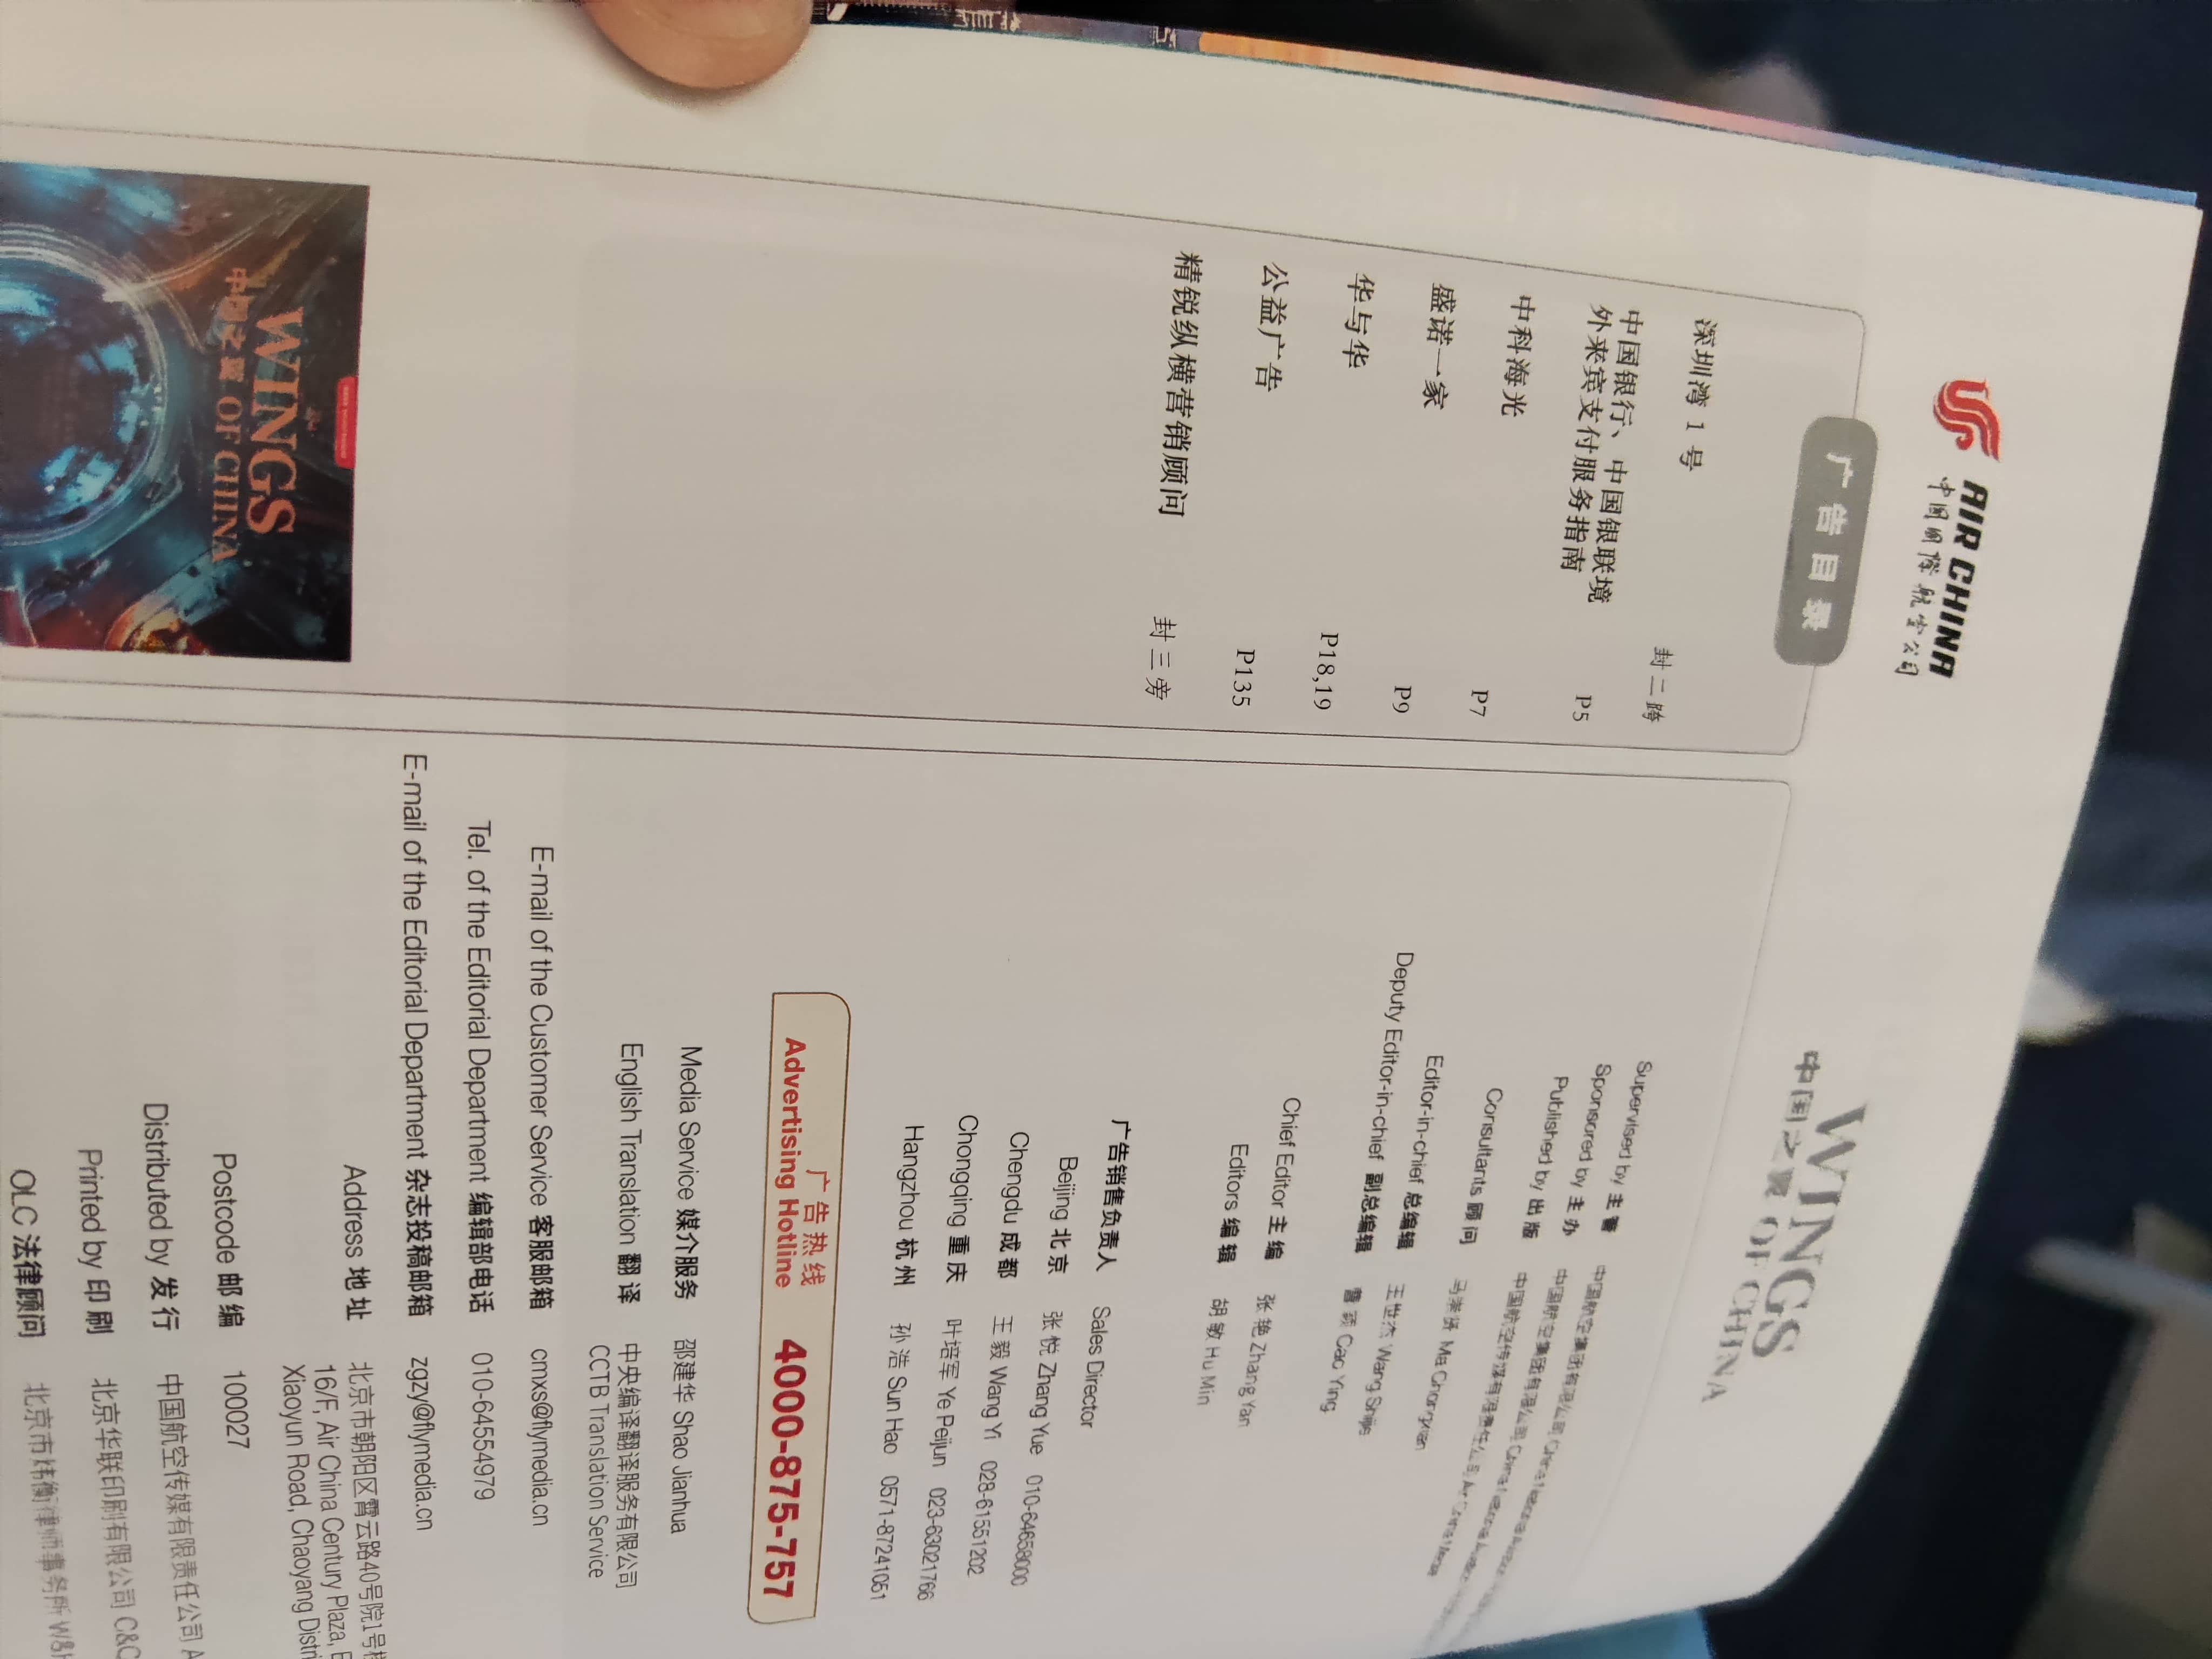 AIR CHINA
中国国際航空公司
广告目录
深圳湾 1 号
封二跨
中国银行、中国银联境
外来宾支付服务指南
P5
中科海光
P7
盛诺一家
P9
华与华
P18,19
公益广告
P135
精锐纵横营销顾问
封三旁
WINGS
中国之翼 OF CHINA
Supervised by 主管 中国航空集团有限公司 China National Aviation
Sponsored by 主办 中国航空集团有限公司 China National Aviation
Published by 出版 中国航空传媒有限责任公司 Air China Media
Consultants 顾问 马崇贤 Ma Chongxian
Editor-in-chief 总编辑 王世杰 Wang Shijie
Deputy Editor-in-chief 副总编辑 曹颖 Cao Ying
Chief Editor 主编 张艳 Zhang Yan
Editors 编辑 胡敏 Hu Min
广告销售负责人 Sales Director
Beijing 北京 张悦 Zhang Yue 010-64658000
Chengdu 成都 王毅 Wang Yi 028-61551202
Chongqing 重庆 叶培军 Ye Peijun 023-63021766
Hangzhou 杭州 孙浩 Sun Hao 0571-87241051
广告热线
Advertising Hotline 4000-875-757
Media Service 媒介服务 邵建华 Shao Jianhua
English Translation 翻译 中央编译翻译服务有限公司
CCTB Translation Service
E-mail of the Customer Service 客服邮箱 cmxs@flymedia.cn
Tel. of the Editorial Department 编辑部电话 010-64554979
E-mail of the Editorial Department 杂志投稿邮箱 zgzy@flymedia.cn
Address 地址 北京市朝阳区霄云路40号院1号
16/F, Air China Century Plaza,
Xiaoyun Road, Chaoyang
Postcode 邮编 100027
Distributed by 发行 中国航空传媒有限责任公司
Printed by 印刷 北京华联印刷有限公司 C&C
OLC 法律顾问 北京市炜衡律师事务所
WINGS
中国之翼 OF CHINA